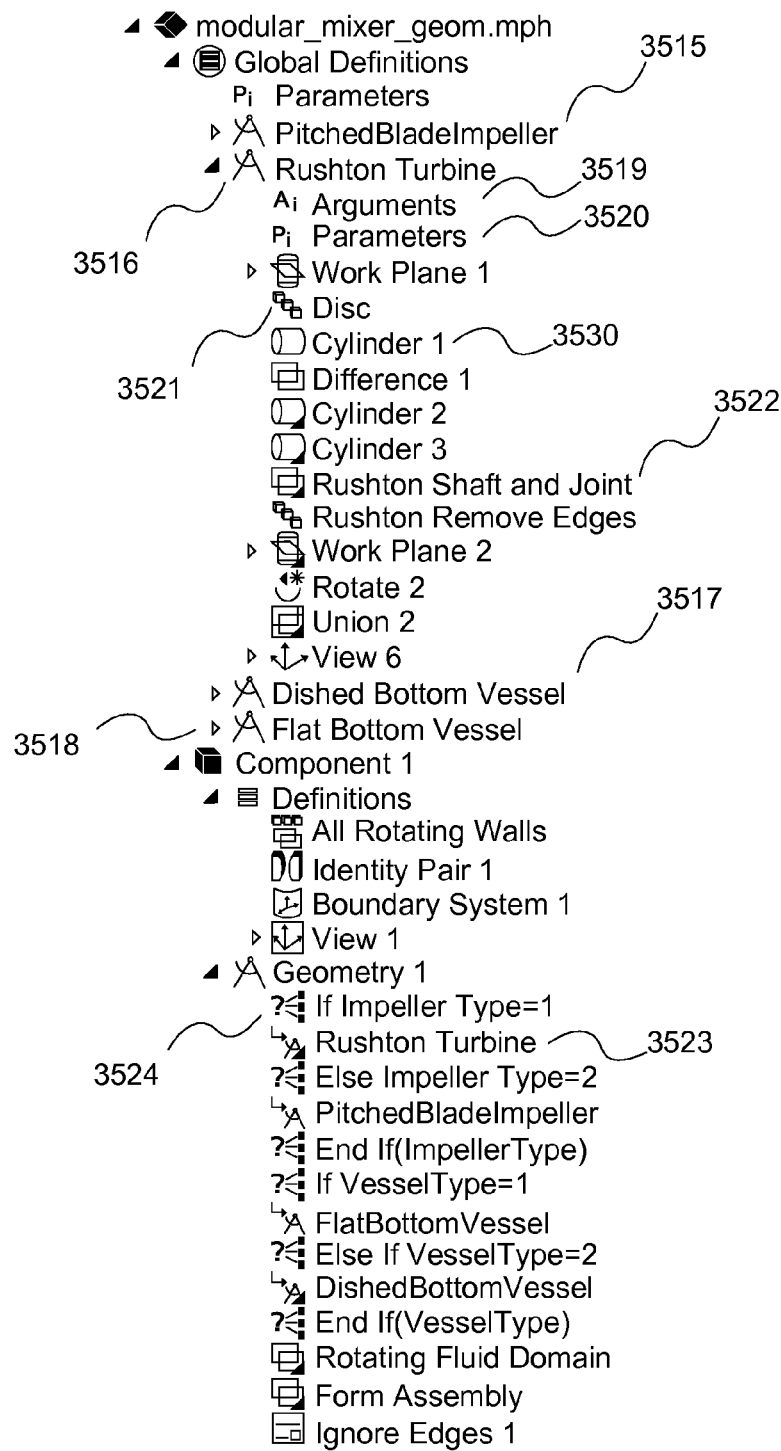 modular_mixer_geom.mph
Global Definitions
3515
Pi Parameters
PitchedBladeImpeller
Rushton Turbine
3519
Ai Arguments
3520
Pi Parameters
3516
Work Plane 1
Disc
Cylinder 1
3530
3521
Difference 1
Cylinder 2
3522
Cylinder 3
Rushton Shaft and Joint
Rushton Remove Edges
Work Plane 2
Rotate 2
3517
Union 2
View 6
Dished Bottom Vessel
3518
Flat Bottom Vessel
Component 1
Definitions
All Rotating Walls
Identity Pair 1
Boundary System 1
View 1
Geometry 1
? If Impeller Type=1
Rushton Turbine
3523
3524
? Else Impeller Type=2
PitchedBladeImpeller
? End If(ImpellerType)
? If VesselType=1
FlatBottomVessel
? Else If VesselType=2
DishedBottomVessel
? End If(VesselType)
Rotating Fluid Domain
Form Assembly
Ignore Edges 1